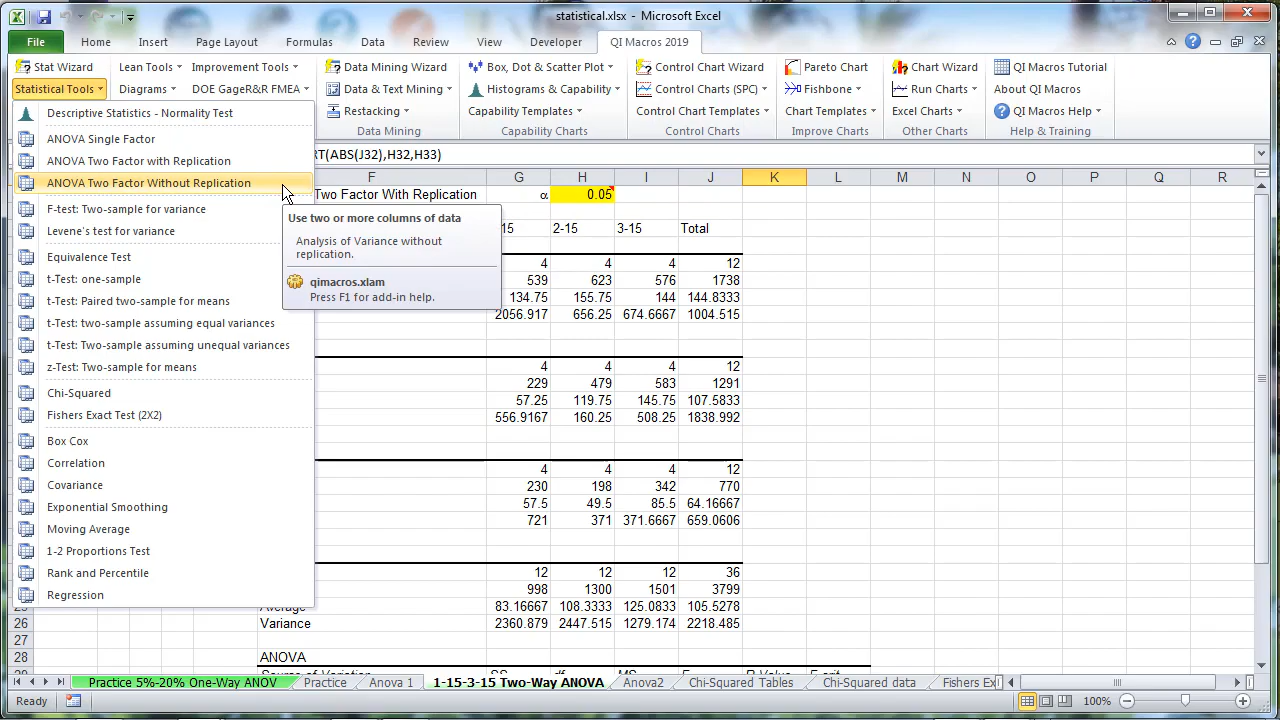 statistical.xlsx - Microsoft Excel
File Home Insert Page Layout Formulas Data Review View Developer QI Macros 2019
Stat Wizard Lean Tools Improvement Tools Data Mining Wizard Box, Dot & Scatter Plot Control Chart Wizard Pareto Chart Chart Wizard QI Macros Tutorial
Statistical Tools Diagrams DOE GageR&R FMEA Data & Text Mining Histograms & Capability Control Charts (SPC) Fishbone Run Charts About QI Macros
Restacking Capability Templates Control Chart Templates Chart Templates Excel Charts QI Macros Help
Data Mining Capability Charts Control Charts Improve Charts Other Charts Help & Training
RT(ABS(J32),H32,H33)
F G H I J K L M N O P Q R
Descriptive Statistics - Normality Test
ANOVA Single Factor
ANOVA Two Factor with Replication
ANOVA Two Factor Without Replication
F-test: Two-sample for variance
Levene's test for variance
Equivalence Test
t-Test: one-sample
t-Test: Paired two-sample for means
t-Test: two-sample assuming equal variances
t-Test: Two-sample assuming unequal variances
z-Test: Two-sample for means
Chi-Squared
Fishers Exact Test (2X2)
Box Cox
Correlation
Covariance
Exponential Smoothing
Moving Average
1-2 Proportions Test
Rank and Percentile
Regression
Use two or more columns of data
Analysis of Variance without
replication.
qimacros.xlam
Press F1 for add-in help.
Two Factor With Replication α 0.05
15 2-15 3-15 Total
4 4 4 12
539 623 576 1738
134.75 155.75 144 144.8333
2056.917 656.25 674.6667 1004.515
4 4 4 12
229 479 583 1291
57.25 119.75 145.75 107.5833
556.9167 160.25 508.25 1838.992
4 4 4 12
230 198 342 770
57.5 49.5 85.5 64.16667
721 371 371.6667 659.0606
12 12 12 36
998 1300 1501 3799
25 Average 83.16667 108.3333 125.0833 105.5278
26 Variance 2360.879 2447.515 1279.174 2218.485
27
28 ANOVA
29 Source of Variation SS df MS F P-Value F crit
Practice 5%-20% One-Way ANOV Practice Anova 1 1-15-3-15 Two-Way ANOVA Anova2 Chi-Squared Tables Chi-Squared data Fishers Ex
Ready 100%